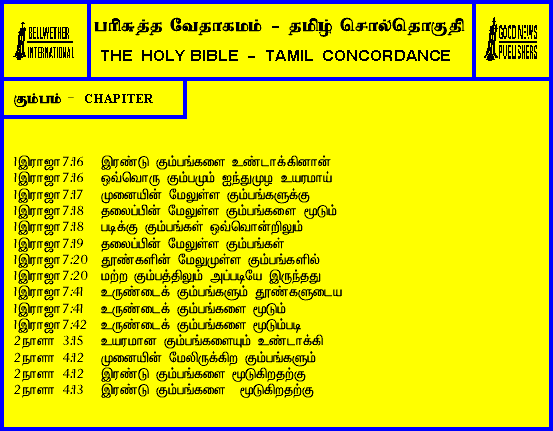 BELLWETHER
INTERNATIONAL
பரிசுத்த வேதாகமம் - தமிழ் சொல்தொகுதி
THE HOLY BIBLE - TAMIL CONCORDANCE
GOOD NEWS
PUBLISHERS
கும்பம் - CHAPITER
1இராஜா 7:16 இரண்டு கும்பங்களை உண்டாக்கினான்
1இராஜா 7:16 ஒவ்வொரு கும்பமும் ஐந்துமுழ உயரமாய்
1இராஜா 7:17 முனையின் மேலுள்ள கும்பங்களுக்கு
1இராஜா 7:18 தலைப்பின் மேலுள்ள கும்பங்களை மூடும்
1இராஜா 7:18 படிக்கு கும்பங்கள் ஒவ்வொன்றிலும்
1இராஜா 7:19 தலைப்பின் மேலுள்ள கும்பங்கள்
1இராஜா 7:20 தூண்களின் மேலுமுள்ள கும்பங்களில்
1இராஜா 7:20 மற்ற கும்பத்திலும் அப்படியே இருந்தது
1இராஜா 7:41 உருண்டைக் கும்பங்களும் தூண்களுடைய
1இராஜா 7:41 உருண்டைக் கும்பங்களை மூடும்
1இராஜா 7:42 உருண்டைக் கும்பங்களை மூடும்படி
2நாளா 3:15 உயரமான கும்பங்களையும் உண்டாக்கி
2நாளா 4:12 முனையின் மேலிருக்கிற கும்பங்களும்
2நாளா 4:12 இரண்டு கும்பங்களை மூடுகிறதற்கு
2நாளா 4:13 இரண்டு கும்பங்களை மூடுகிறதற்கு